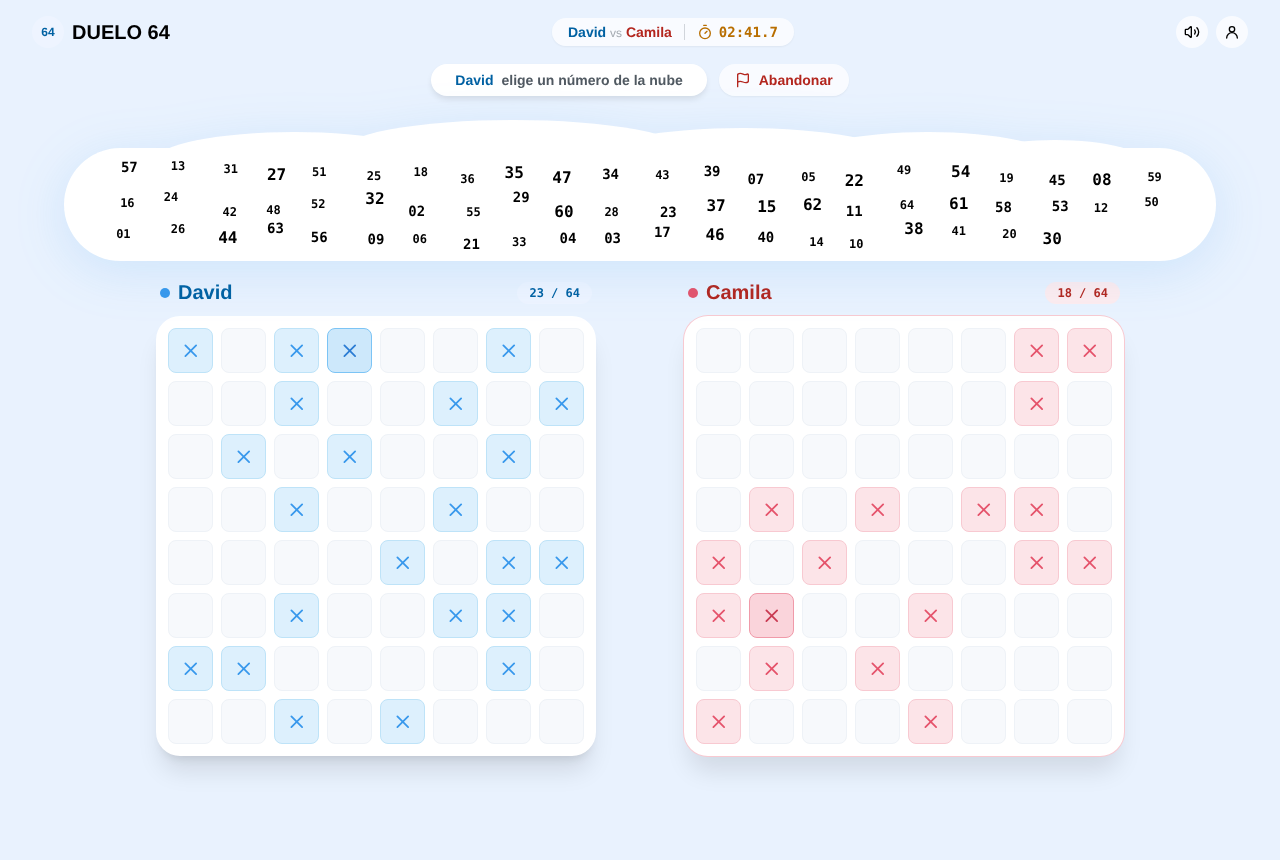 64 DUELO 64 David vs Camila 02:41.7
David elige un número de la nube Abandonar
57 13 31 27 51 25 18 36 35 47 34 43 39 07 05 22 49 54 19 45 08 59
16 24 42 48 52 32 02 55 29 60 28 23 37 15 62 11 64 61 58 53 12 50
01 26 44 63 56 09 06 21 33 04 03 17 46 40 14 10 38 41 20 30
David 23 / 64 Camila 18 / 64